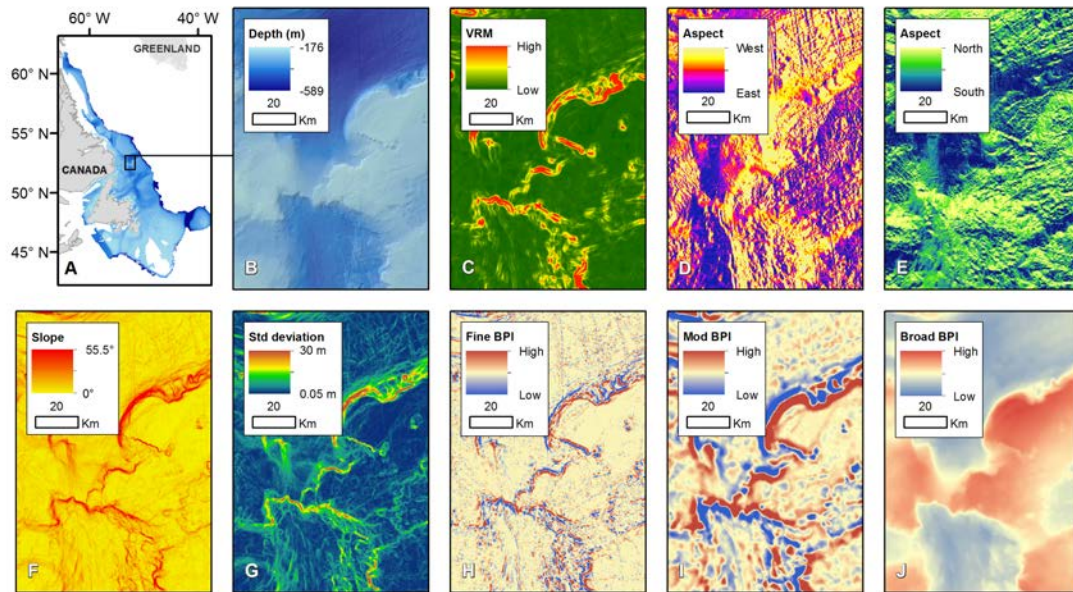 60° W
40° W
GREENLAND
60° N
55° N
CANADA
50° N
45° N
A
Depth (m)
-176
-589
20
Km
B
VRM
High
Low
20
Km
C
Aspect
West
East
20
Km
D
Aspect
North
South
20
Km
E
Slope
55.5°
0°
20
Km
F
Std deviation
30 m
0.05 m
20
Km
G
Fine BPI
High
Low
20
Km
H
Mod BPI
High
Low
20
Km
I
Broad BPI
High
Low
20
Km
J